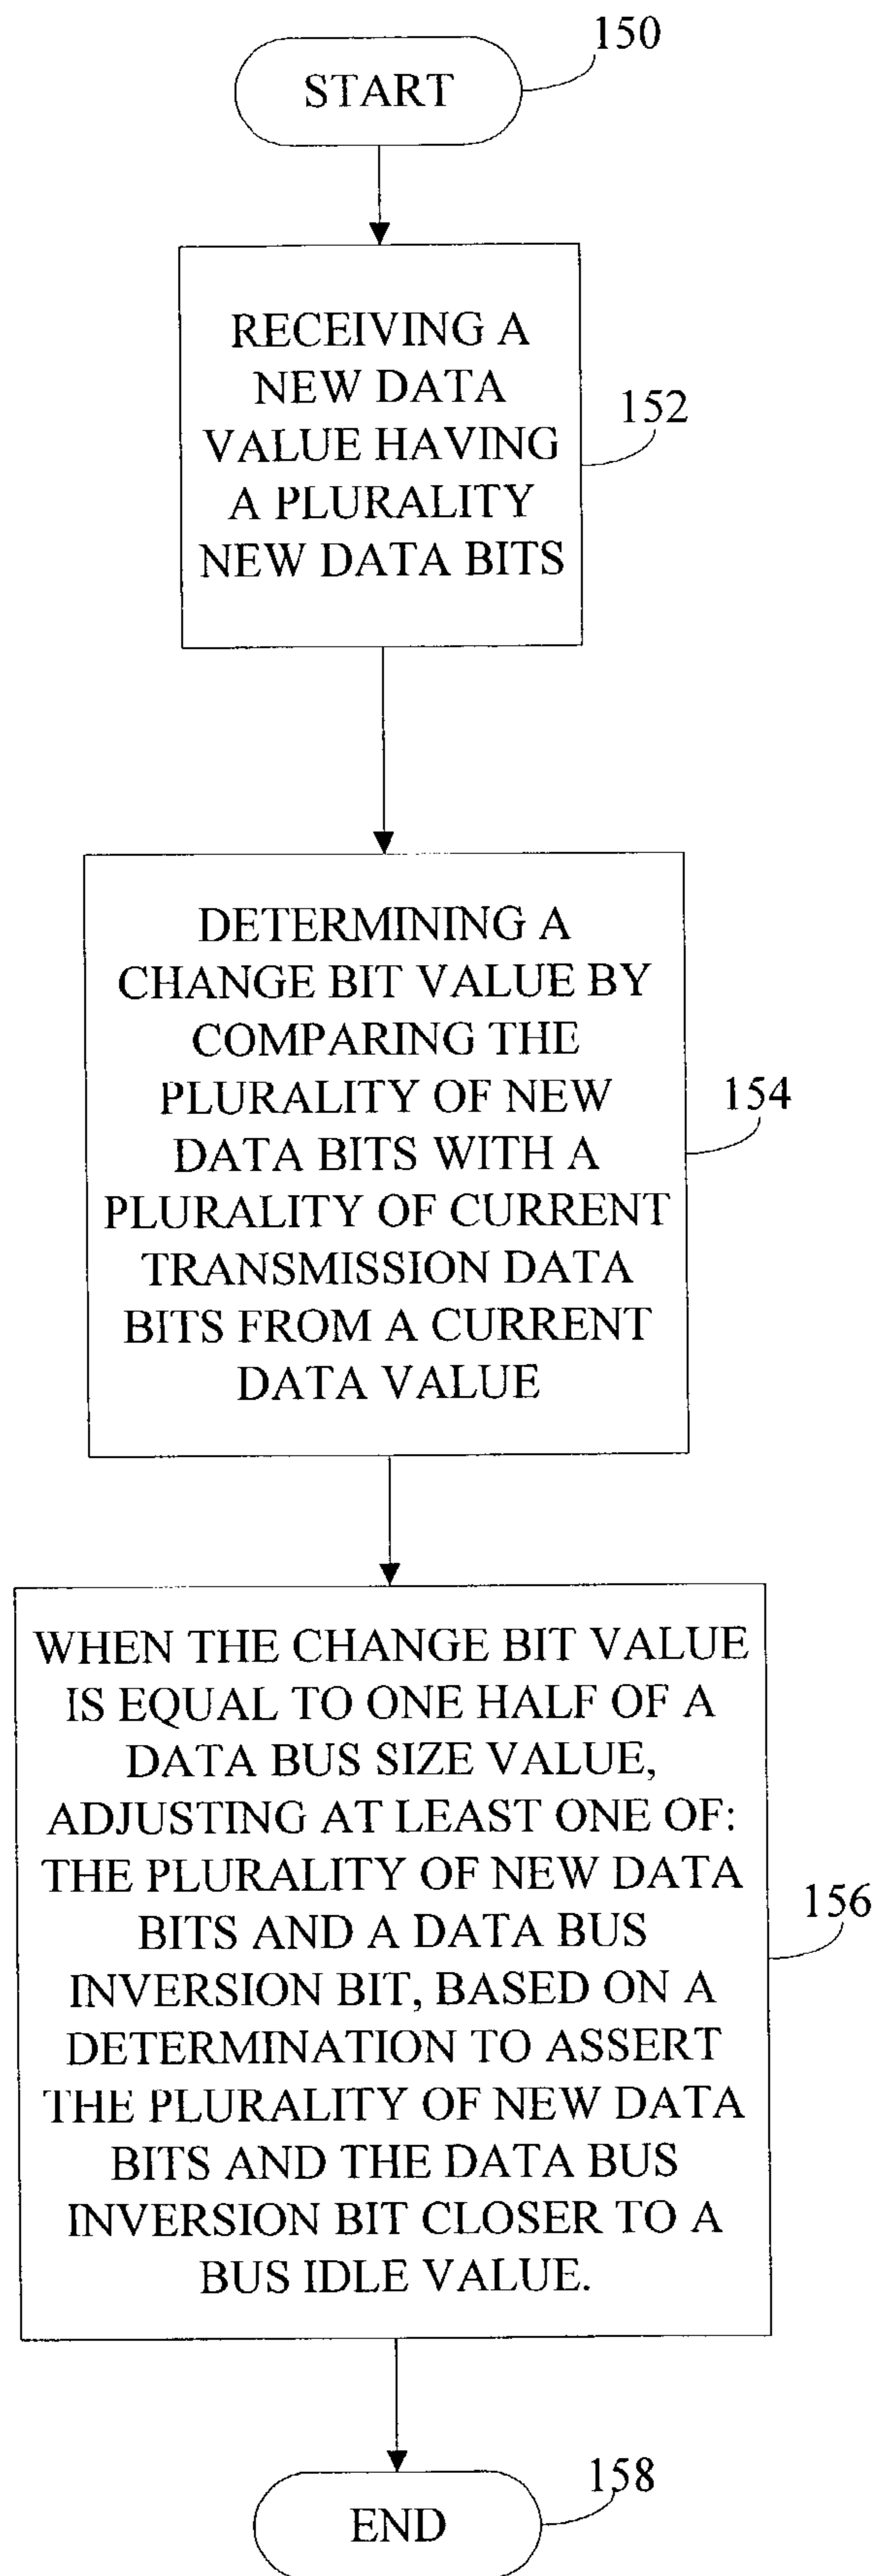 150
START
RECEIVING A
NEW DATA
VALUE HAVING
A PLURALITY
NEW DATA BITS
152
DETERMINING A
CHANGE BIT VALUE BY
COMPARING THE
PLURALITY OF NEW
DATA BITS WITH A
PLURALITY OF CURRENT
TRANSMISSION DATA
BITS FROM A CURRENT
DATA VALUE
154
WHEN THE CHANGE BIT VALUE
IS EQUAL TO ONE HALF OF A
DATA BUS SIZE VALUE,
ADJUSTING AT LEAST ONE OF:
THE PLURALITY OF NEW DATA
BITS AND A DATA BUS
INVERSION BIT, BASED ON A
DETERMINATION TO ASSERT
THE PLURALITY OF NEW DATA
BITS AND THE DATA BUS
INVERSION BIT CLOSER TO A
BUS IDLE VALUE.
156
158
END